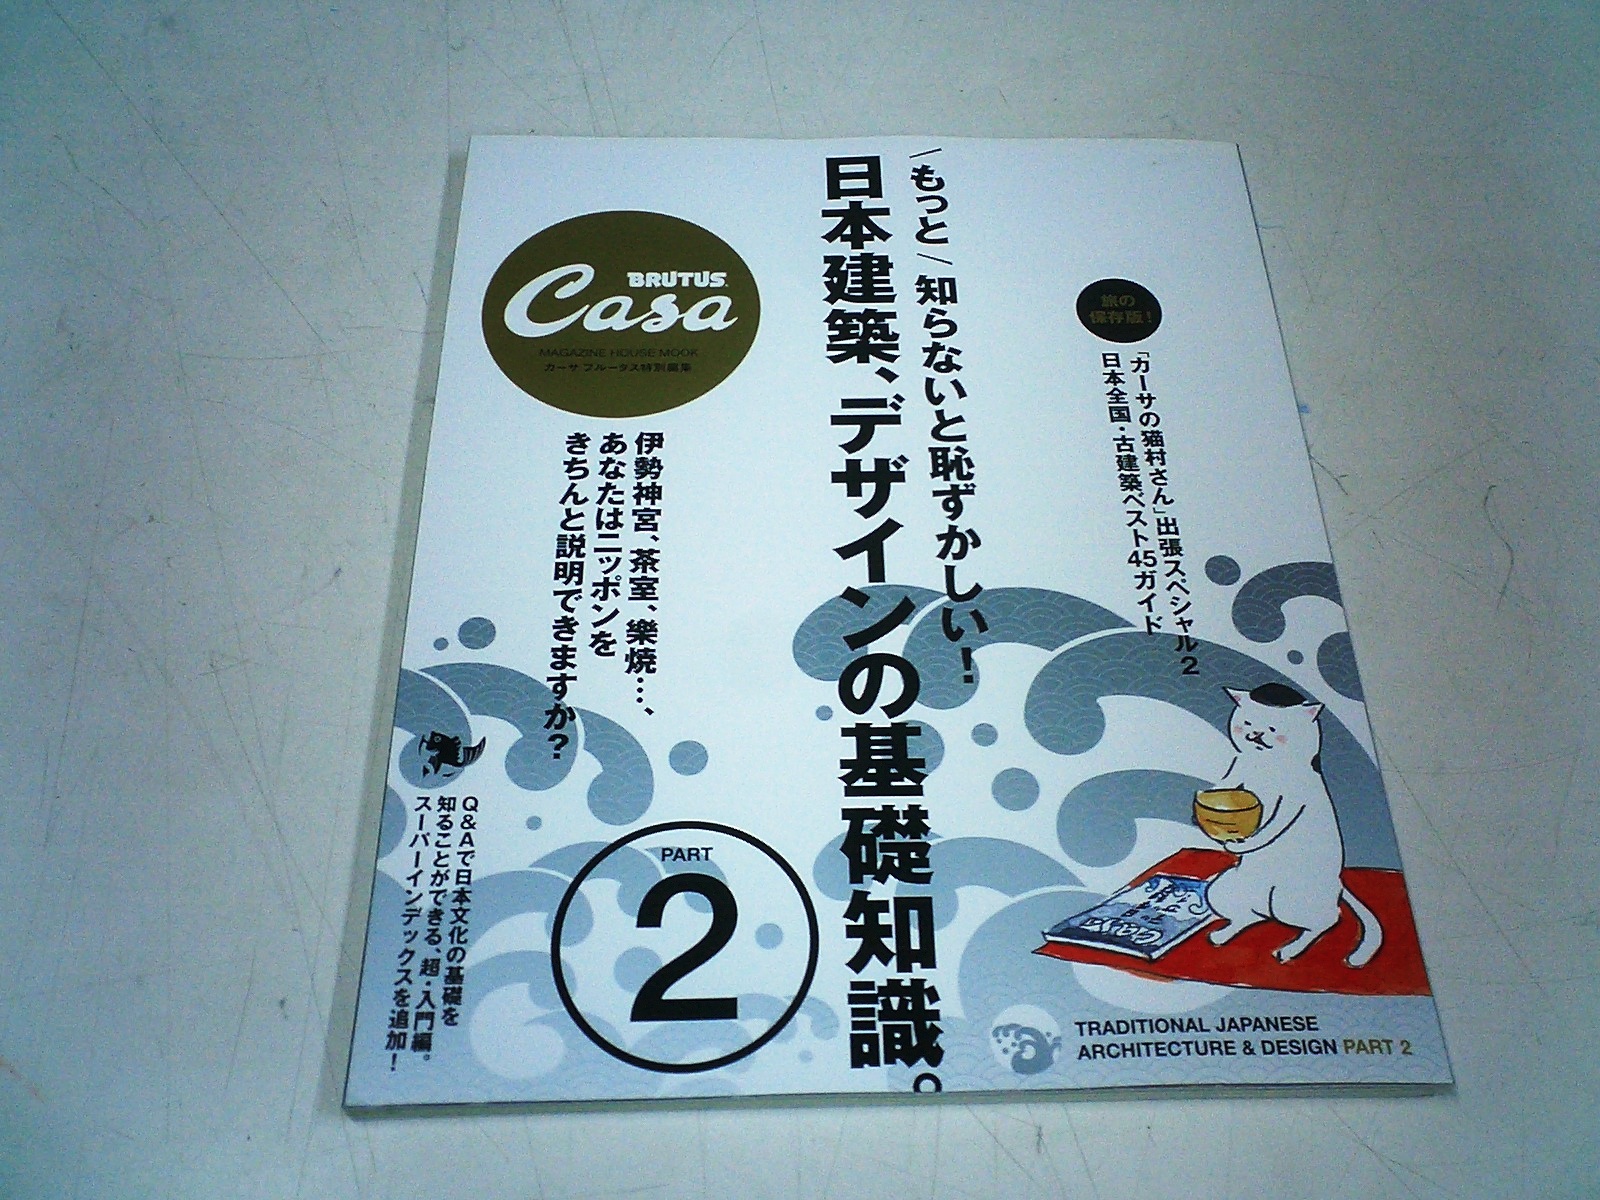 旅の
保存版！
「カーサの猫村さん」出張スペシャル2
日本全国・古建築ベスト45ガイド
もっと 知らないと恥ずかしい！
日本建築、デザインの基礎知識。
BRUTUS
Casa
MAGAZINE HOUSE MOOK
カーサ ブルータス特別編集
伊勢神宮、茶室、樂焼…、
あなたはニッポンを
きちんと説明できますか？
PART
2
Q&Aで日本文化の基礎を
知ることができる、超・入門編。
スーパーインデックスを追加！
TRADITIONAL JAPANESE
ARCHITECTURE & DESIGN PART 2